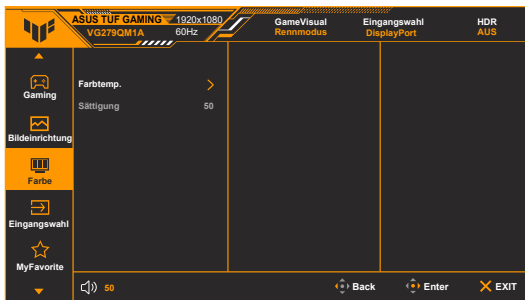 ASUS TUF GAMING 1920x1080
VG279QM1A 60Hz
GameVisual
Rennmodus
Eingangswahl
DisplayPort
HDR
AUS
Gaming
Bildeinrichtung
Farbe
Eingangswahl
MyFavorite
Farbtemp.
Sättigung 50
50
Back
Enter
EXIT